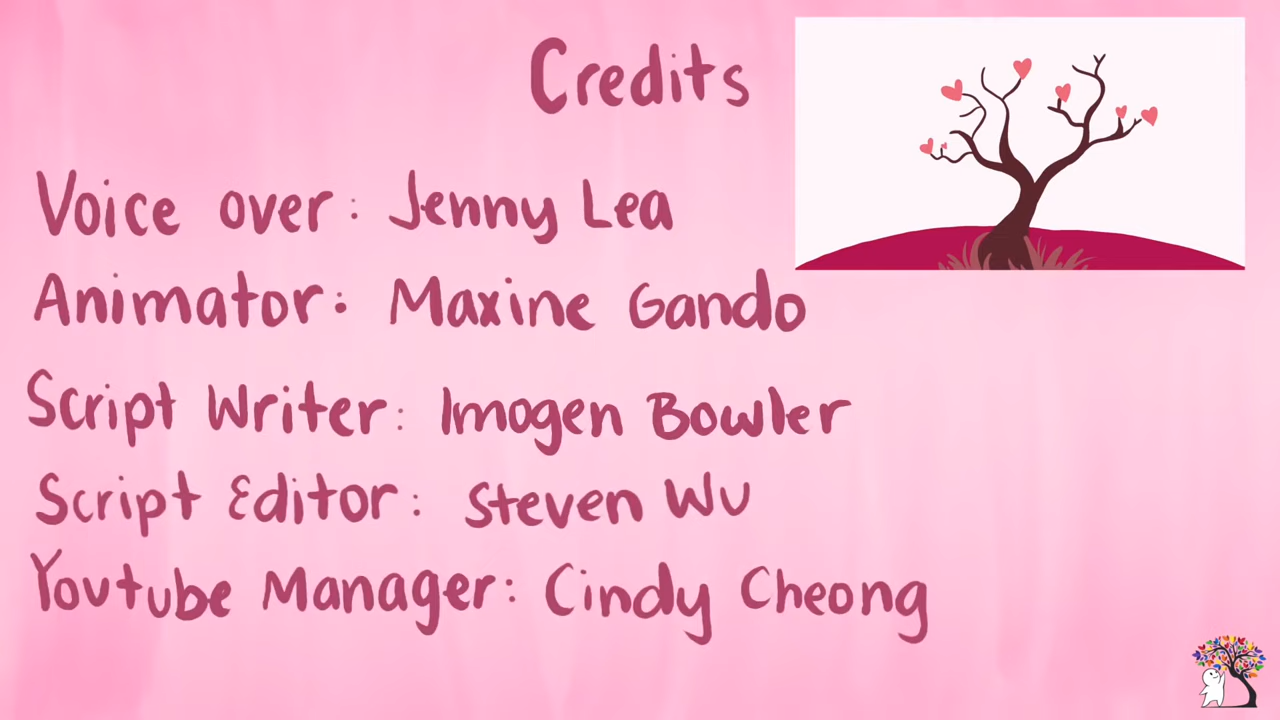 Credits
Voice over: Jenny Lea
Animator: Maxine Gando
Script Writer: Imogen Bowler
Script Editor: Steven Wu
Youtube Manager: Cindy Cheong